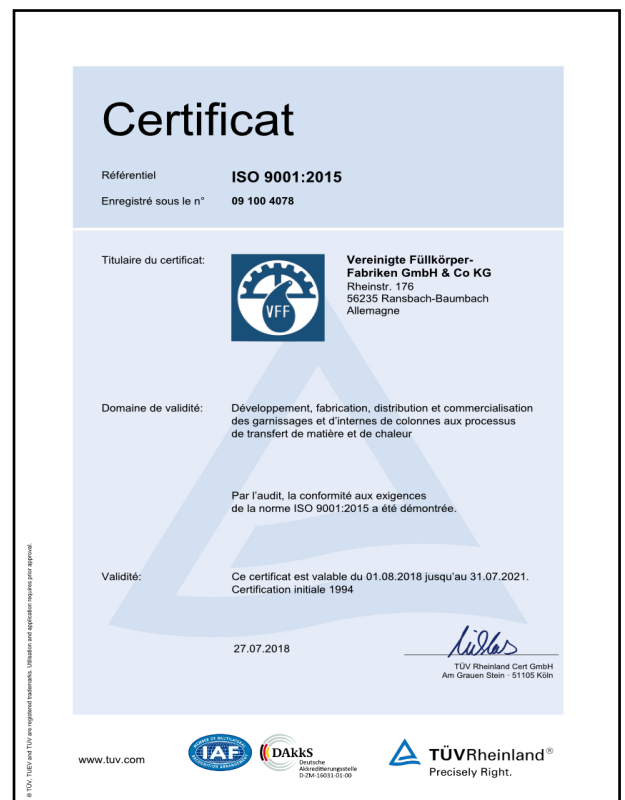 Certificat
Référentiel ISO 9001:2015
Enregistré sous le n° 09 100 4078
Titulaire du certificat:
VFF
Vereinigte Füllkörper-
Fabriken GmbH & Co KG
Rheinstr. 176
56235 Ransbach-Baumbach
Allemagne
Domaine de validité:
Développement, fabrication, distribution et commercialisation
des garnissages et d'internes de colonnes aux processus
de transfert de matière et de chaleur
Par l'audit, la conformité aux exigences
de la norme ISO 9001:2015 a été démontrée.
Validité:
Ce certificat est valable du 01.08.2018 jusqu'au 31.07.2021.
Certification initiale 1994
27.07.2018
TÜV Rheinland Cert GmbH
Am Grauen Stein · 51105 Köln
® TÜV, TUEV and TUV are registered trademarks. Utilisation and application requires prior approval.
www.tuv.com
MEMBER OF MULTILATERAL
IAF
RECOGNITION ARRANGEMENT
DAkkS
Deutsche
Akkreditierungsstelle
D-ZM-16031-01-00
TÜVRheinland®
Precisely Right.